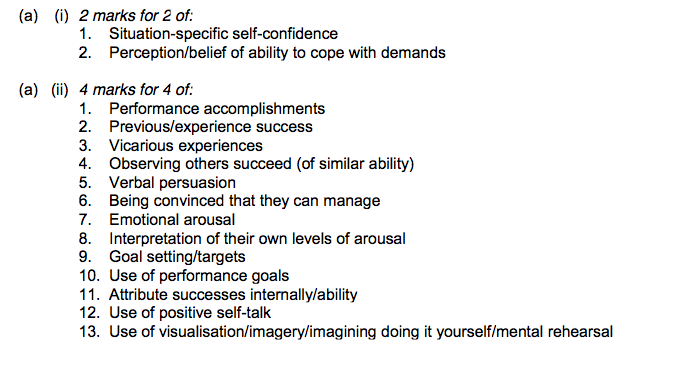 (a) (i) 2 marks for 2 of:
1. Situation-specific self-confidence
2. Perception/belief of ability to cope with demands
(a) (ii) 4 marks for 4 of:
1. Performance accomplishments
2. Previous/experience success
3. Vicarious experiences
4. Observing others succeed (of similar ability)
5. Verbal persuasion
6. Being convinced that they can manage
7. Emotional arousal
8. Interpretation of their own levels of arousal
9. Goal setting/targets
10. Use of performance goals
11. Attribute successes internally/ability
12. Use of positive self-talk
13. Use of visualisation/imagery/imagining doing it yourself/mental rehearsal